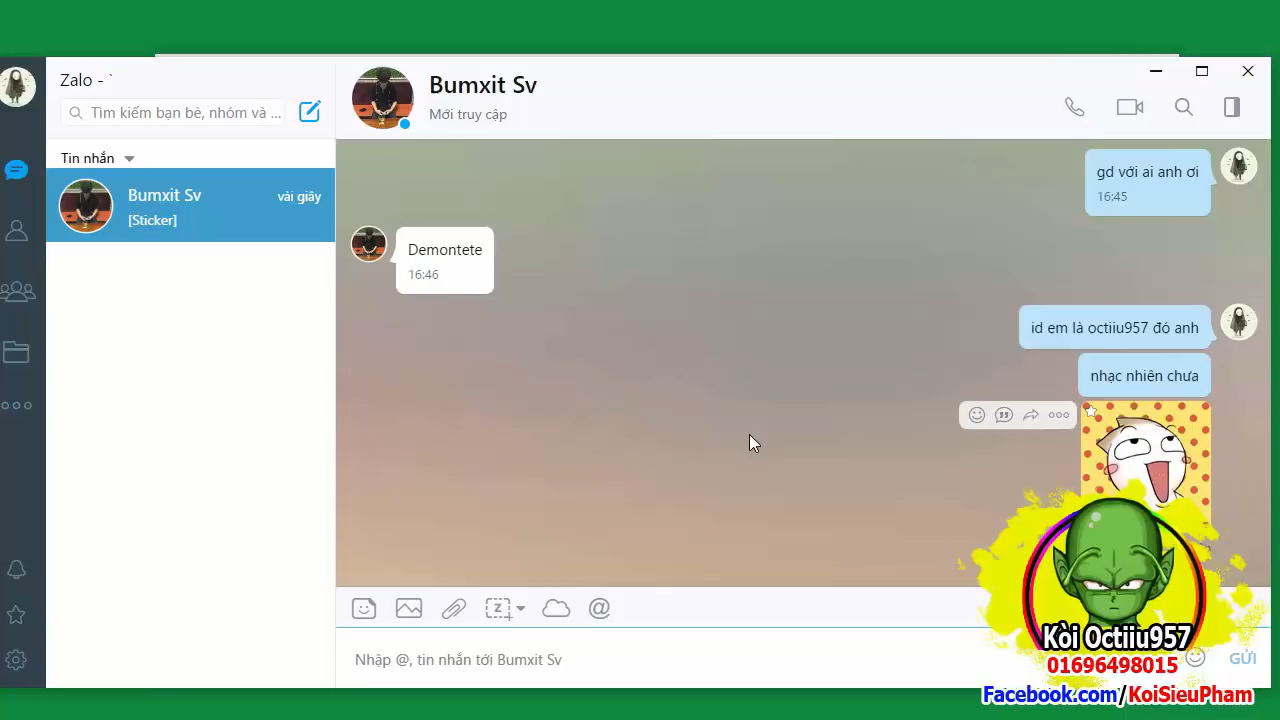 Zalo - `
Tìm kiếm bạn bè, nhóm và ...
Tin nhắn
Bumxit Sv
vài giây
[Sticker]
Bumxit Sv
Mới truy cập
gd với ai anh ơi
16:45
Demontete
16:46
id em là octiiu957 đó anh
nhạc nhiên chưa
Z
Nhập @, tin nhắn tới Bumxit Sv
GỬI
Kòi Octiiu957
01696498015
Facebook.com/KoiSieuPham